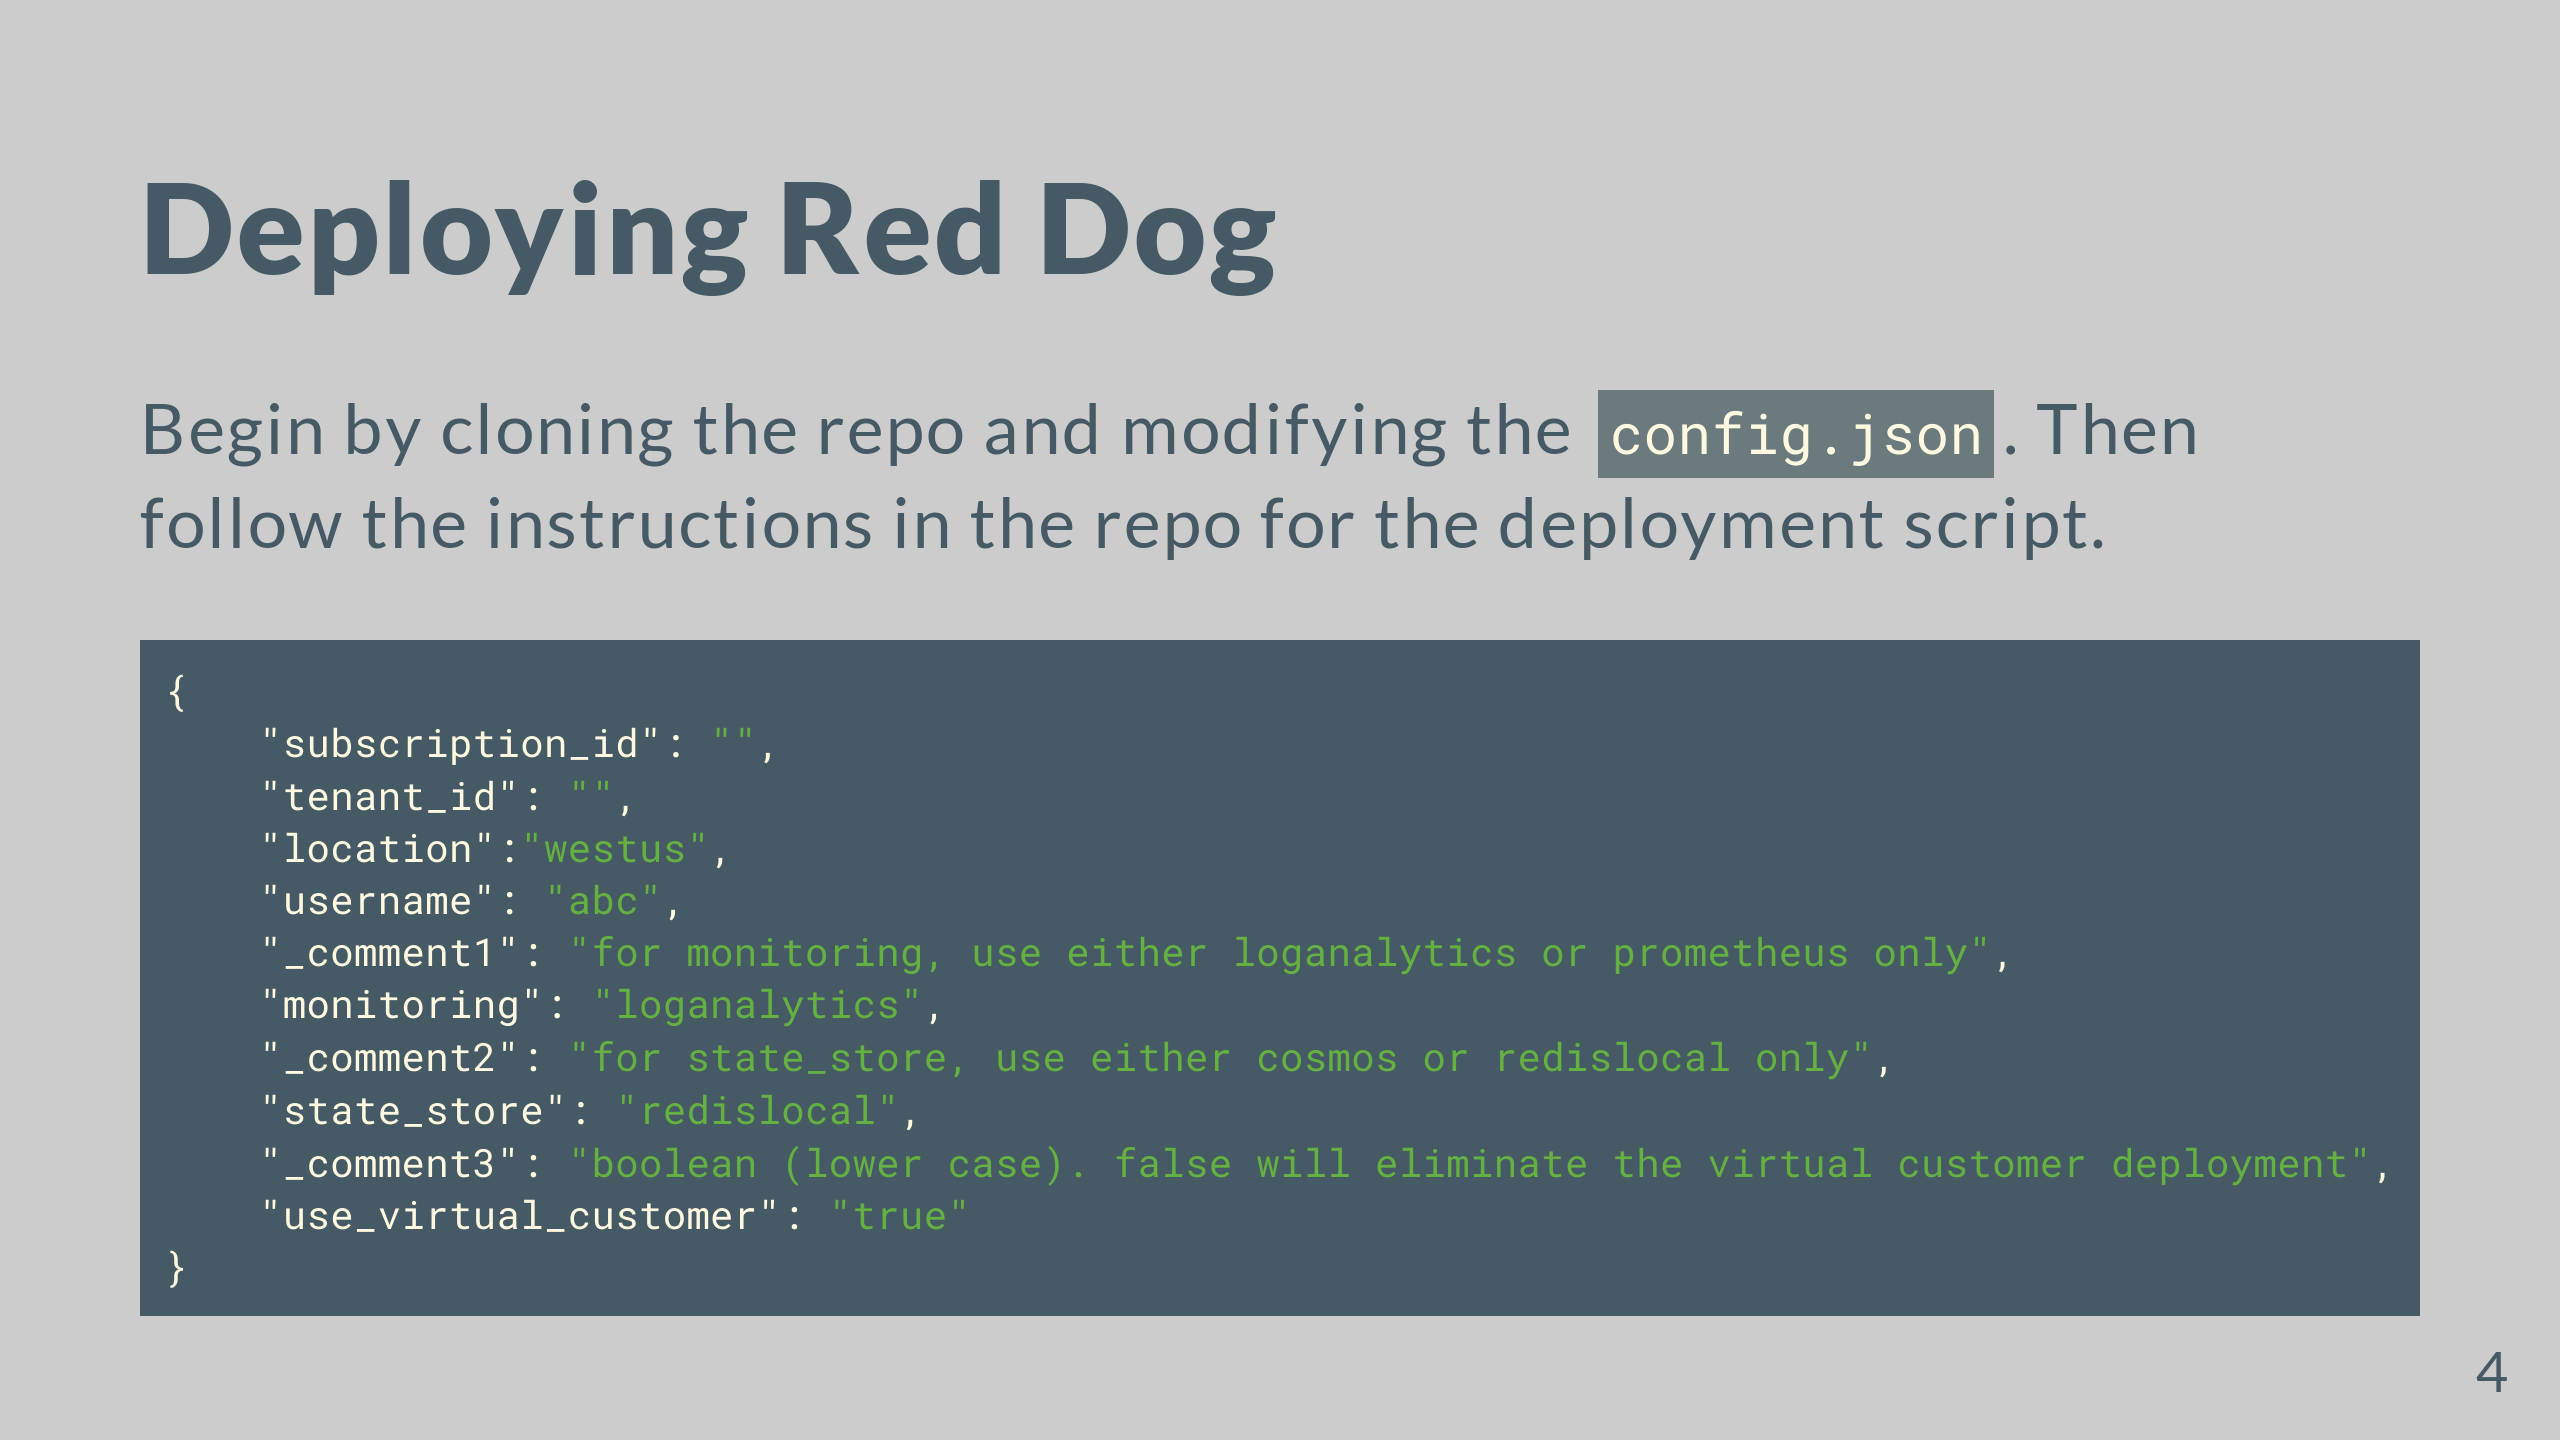 Deploying Red Dog
Begin by cloning the repo and modifying the config.json. Then
follow the instructions in the repo for the deployment script.
{
    "subscription_id": "",
    "tenant_id": "",
    "location":"westus",
    "username": "abc",
    "_comment1": "for monitoring, use either loganalytics or prometheus only",
    "monitoring": "loganalytics",
    "_comment2": "for state_store, use either cosmos or redislocal only",
    "state_store": "redislocal",
    "_comment3": "boolean (lower case). false will eliminate the virtual customer deployment",
    "use_virtual_customer": "true"
}
4